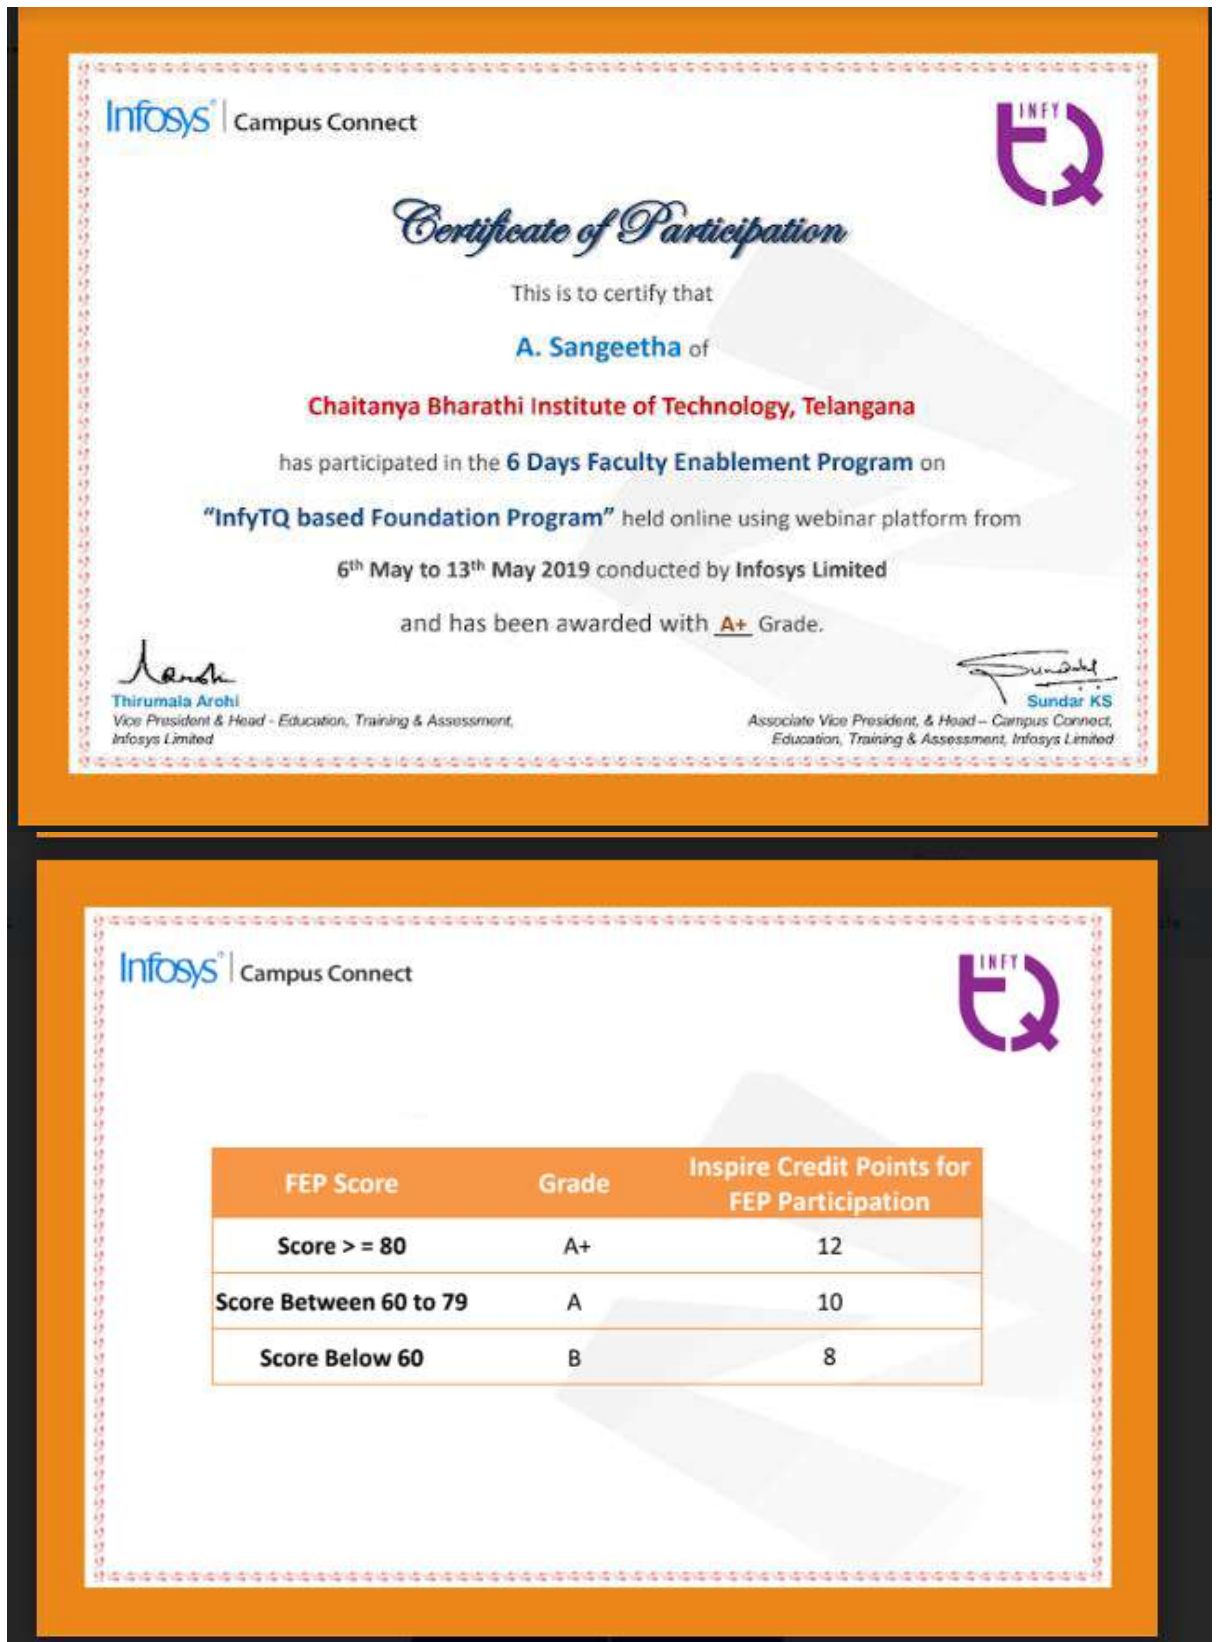 Infosys® | Campus Connect
INFY TQ
Certificate of Participation
This is to certify that
A. Sangeetha of
Chaitanya Bharathi Institute of Technology, Telangana
has participated in the 6 Days Faculty Enablement Program on
“InfyTQ based Foundation Program” held online using webinar platform from
6th May to 13th May 2019 conducted by Infosys Limited
and has been awarded with A+ Grade.
Thirumala Arohi
Vice President & Head - Education, Training & Assessment,
Infosys Limited
Sundar KS
Associate Vice President, & Head – Campus Connect,
Education, Training & Assessment, Infosys Limited
Infosys® | Campus Connect
INFY TQ
FEP Score Grade Inspire Credit Points for
FEP Participation
Score > = 80 A+ 12
Score Between 60 to 79 A 10
Score Below 60 B 8